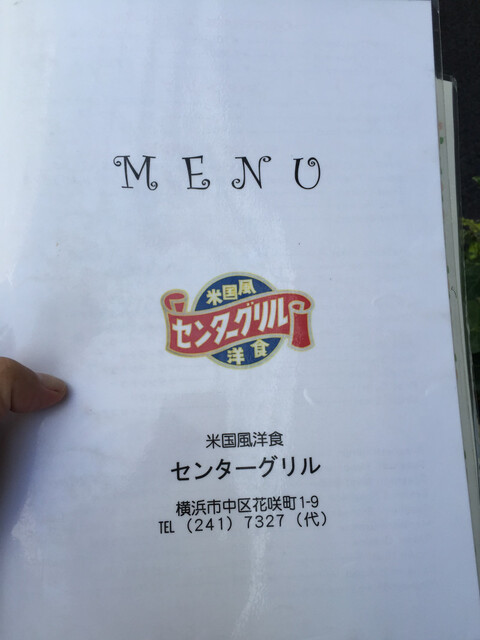 MENU
米国風
センターグリル
洋食
米国風洋食
センターグリル
横浜市中区花咲町1-9
TEL (241) 7327 (代)